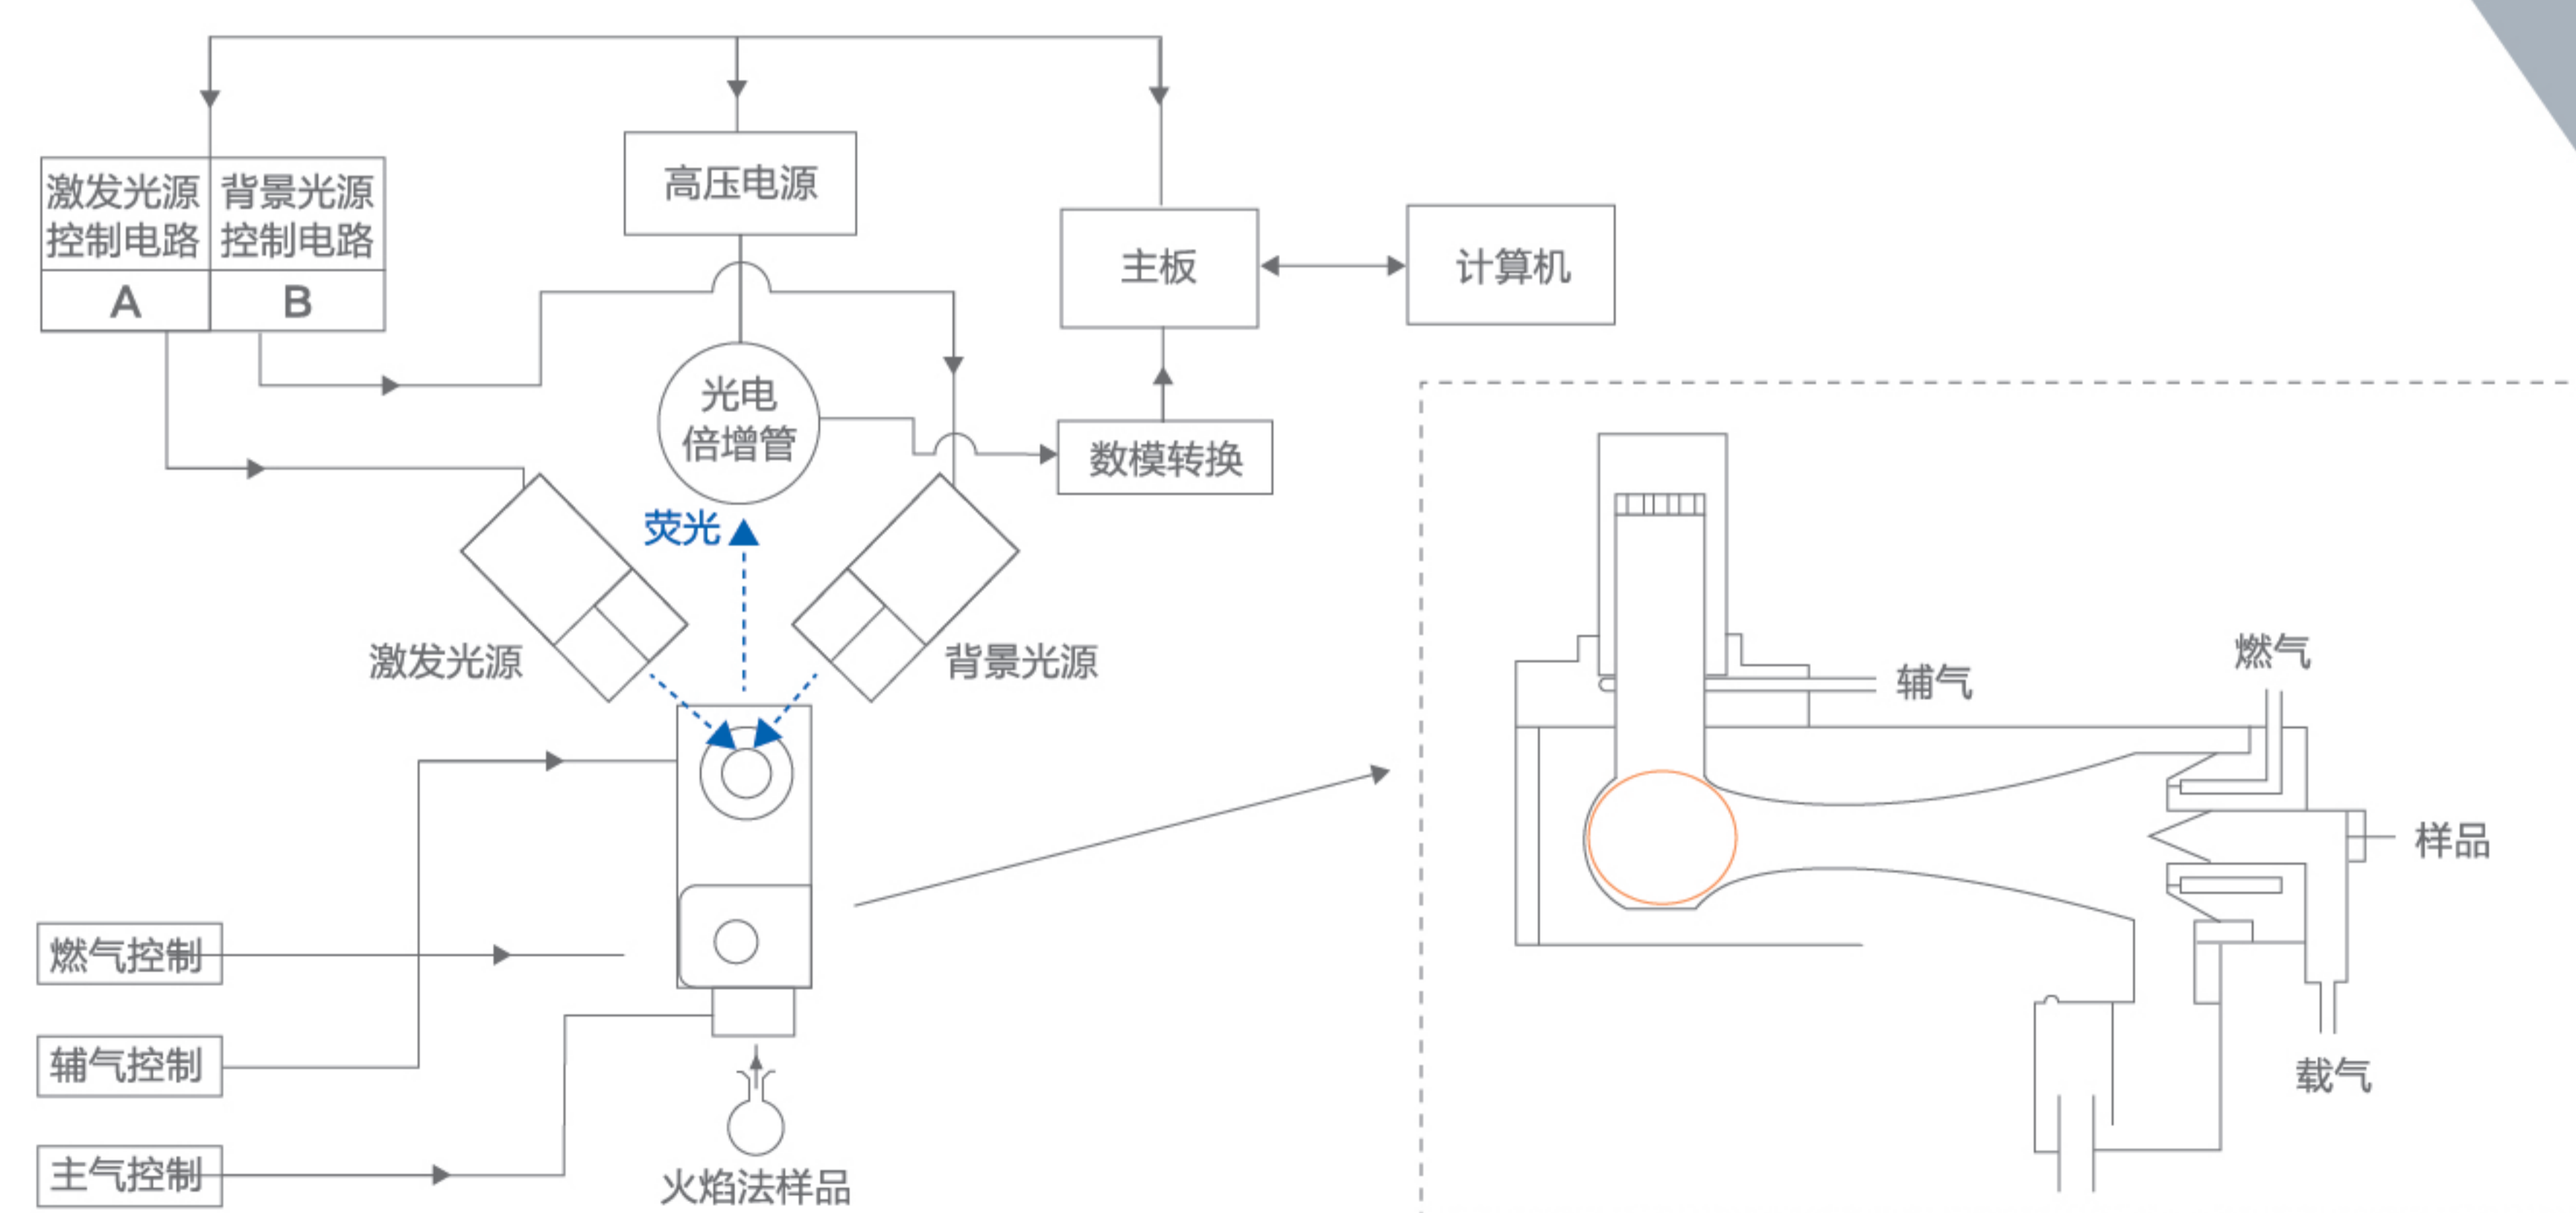 激发光源
控制电路
背景光源
控制电路
A
B
高压电源
主板
计算机
光电
倍增管
数模转换
荧光
激发光源
背景光源
燃气控制
辅气控制
主气控制
火焰法样品
辅气
燃气
样品
载气